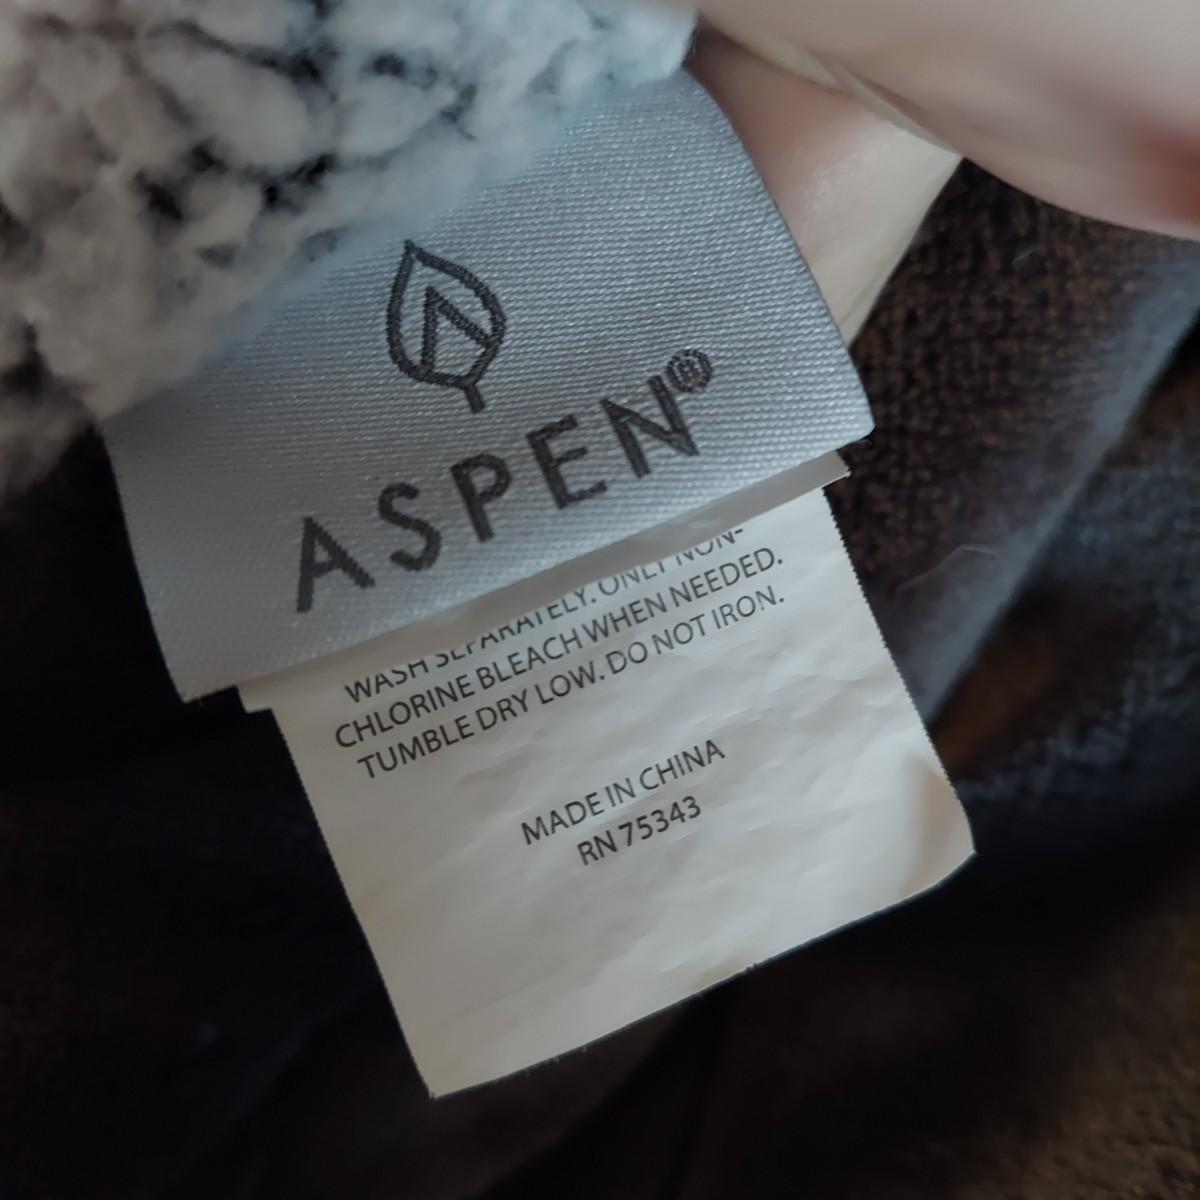 ASPEN®
WASH SEPARATELY. ONLY NON-
CHLORINE BLEACH WHEN NEEDED.
TUMBLE DRY LOW. DO NOT IRON.
MADE IN CHINA
RN 75343